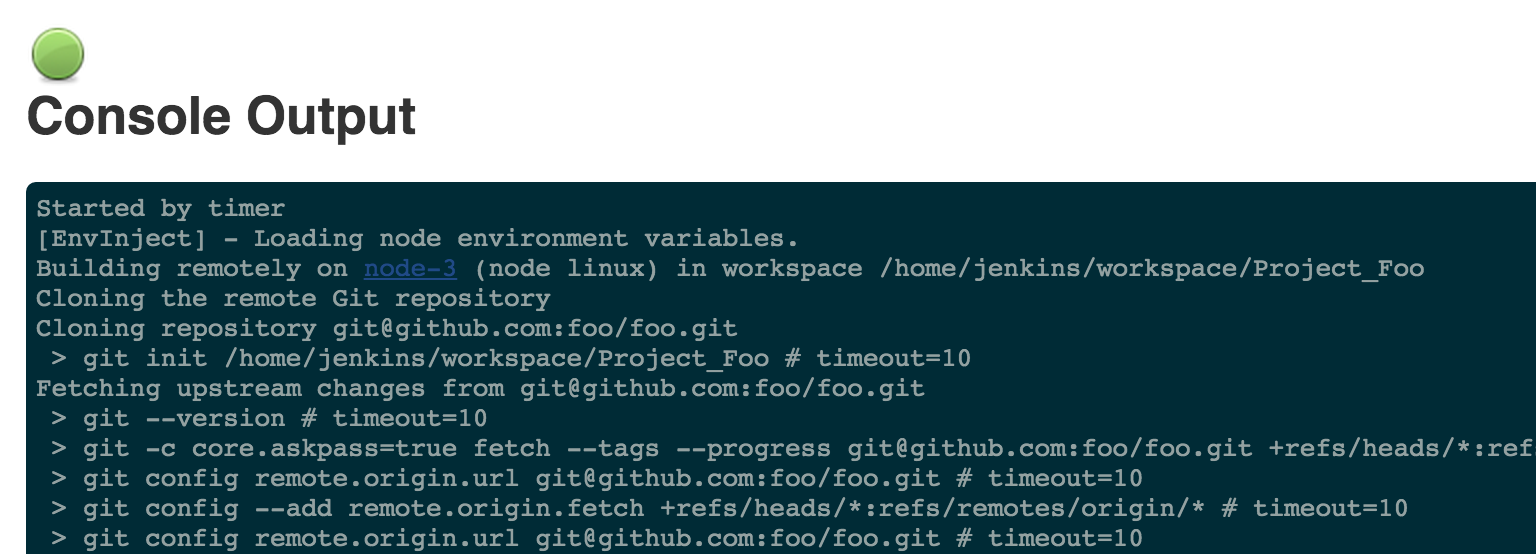 Console Output
Started by timer
[EnvInject] - Loading node environment variables.
Building remotely on node-3 (node linux) in workspace /home/jenkins/workspace/Project_Foo
Cloning the remote Git repository
Cloning repository git@github.com:foo/foo.git
 > git init /home/jenkins/workspace/Project_Foo # timeout=10
Fetching upstream changes from git@github.com:foo/foo.git
 > git --version # timeout=10
 > git -c core.askpass=true fetch --tags --progress git@github.com:foo/foo.git +refs/heads/*:ref
 > git config remote.origin.url git@github.com:foo/foo.git # timeout=10
 > git config --add remote.origin.fetch +refs/heads/*:refs/remotes/origin/* # timeout=10
 > git config remote.origin.url git@github.com:foo/foo.git # timeout=10